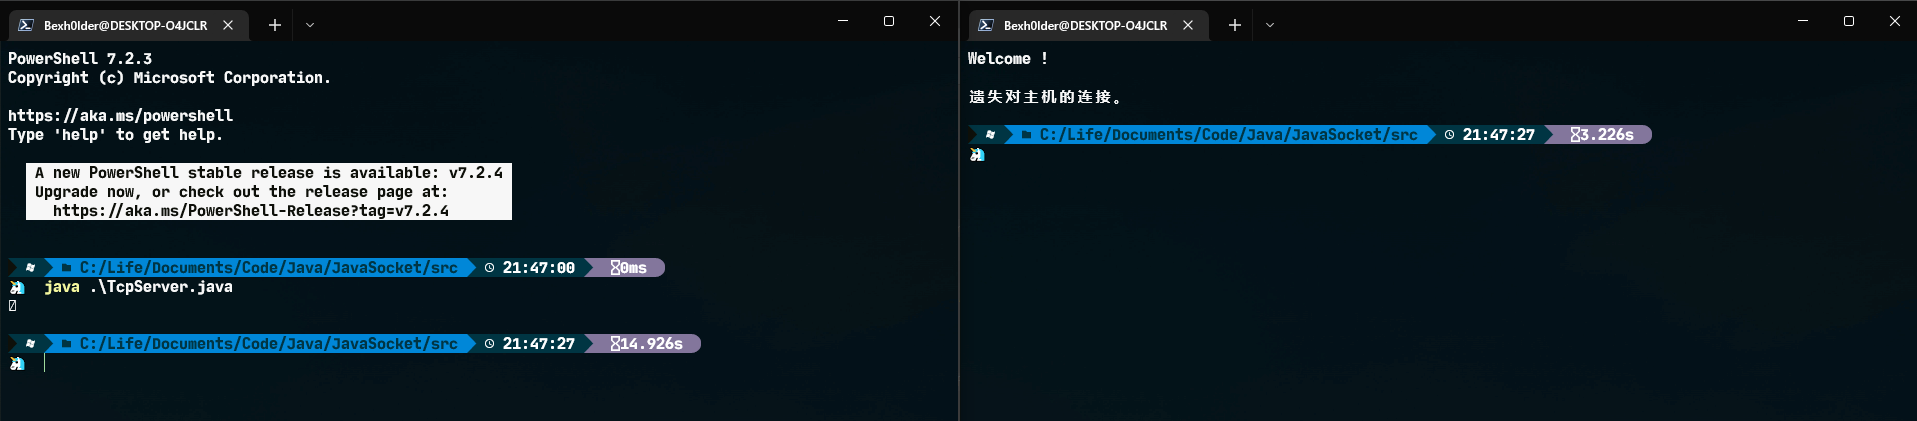 Bexh0lder@DESKTOP-O4JCLR
PowerShell 7.2.3
Copyright (c) Microsoft Corporation.
https://aka.ms/powershell
Type 'help' to get help.
A new PowerShell stable release is available: v7.2.4
Upgrade now, or check out the release page at:
https://aka.ms/PowerShell-Release?tag=v7.2.4
C:/Life/Documents/Code/Java/JavaSocket/src 21:47:00 0ms
java .\TcpServer.java
C:/Life/Documents/Code/Java/JavaSocket/src 21:47:27 14.926s
Bexh0lder@DESKTOP-O4JCLR
Welcome !
遗失对主机的连接。
C:/Life/Documents/Code/Java/JavaSocket/src 21:47:27 3.226s